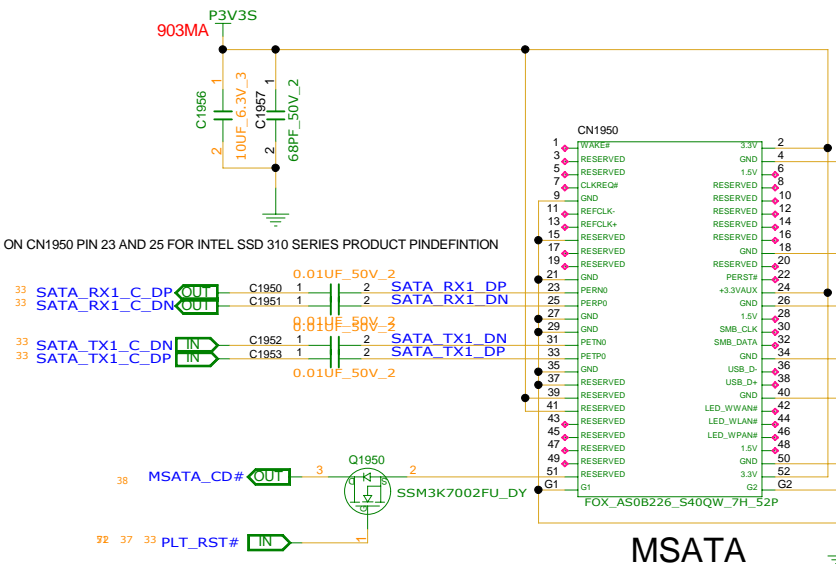 P3V3S
903MA
C1956
1
2
10UF_6.3V_3
C1957
1
2
68PF_50V_2
ON CN1950 PIN 23 AND 25 FOR INTEL SSD 310 SERIES PRODUCT PINDEFINTION
33 SATA_RX1_C_DP OUT C1950 1 0.01UF_50V_2 2 SATA_RX1_DP
33 SATA_RX1_C_DN OUT C1951 1 0.01UF_50V_2 2 SATA_RX1_DN
33 SATA_TX1_C_DN IN C1952 1 0.01UF_50V_2 2 SATA_TX1_DN
33 SATA_TX1_C_DP IN C1953 1 0.01UF_50V_2 2 SATA_TX1_DP
CN1950
1 WAKE# 3.3V 2
3 RESERVED GND 4
5 RESERVED 1.5V 6
7 CLKREQ# RESERVED 8
9 GND RESERVED 10
11 REFCLK- RESERVED 12
13 REFCLK+ RESERVED 14
15 RESERVED RESERVED 16
17 RESERVED GND 18
19 RESERVED RESERVED 20
21 GND PERST# 22
23 PERN0 +3.3VAUX 24
25 PERP0 GND 26
27 GND 1.5V 28
29 GND SMB_CLK 30
31 PETN0 SMB_DATA 32
33 PETP0 GND 34
35 GND USB_D- 36
37 RESERVED USB_D+ 38
39 RESERVED GND 40
41 RESERVED LED_WWAN# 42
43 RESERVED LED_WLAN# 44
45 RESERVED LED_WPAN# 46
47 RESERVED 1.5V 48
49 RESERVED GND 50
51 RESERVED 3.3V 52
G1 G1 G2 G2
FOX_AS0B226_S40QW_7H_52P
38 MSATA_CD# OUT 3 Q1950 2
D S
G
SSM3K7002FU_DY
1
37 33 PLT_RST# IN
MSATA